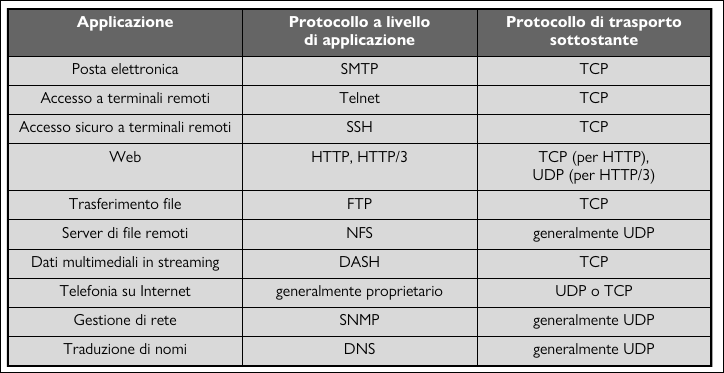 Applicazione Protocollo a livello di applicazione Protocollo di trasporto sottostante
Posta elettronica SMTP TCP
Accesso a terminali remoti Telnet TCP
Accesso sicuro a terminali remoti SSH TCP
Web HTTP, HTTP/3 TCP (per HTTP), UDP (per HTTP/3)
Trasferimento file FTP TCP
Server di file remoti NFS generalmente UDP
Dati multimediali in streaming DASH TCP
Telefonia su Internet generalmente proprietario UDP o TCP
Gestione di rete SNMP generalmente UDP
Traduzione di nomi DNS generalmente UDP